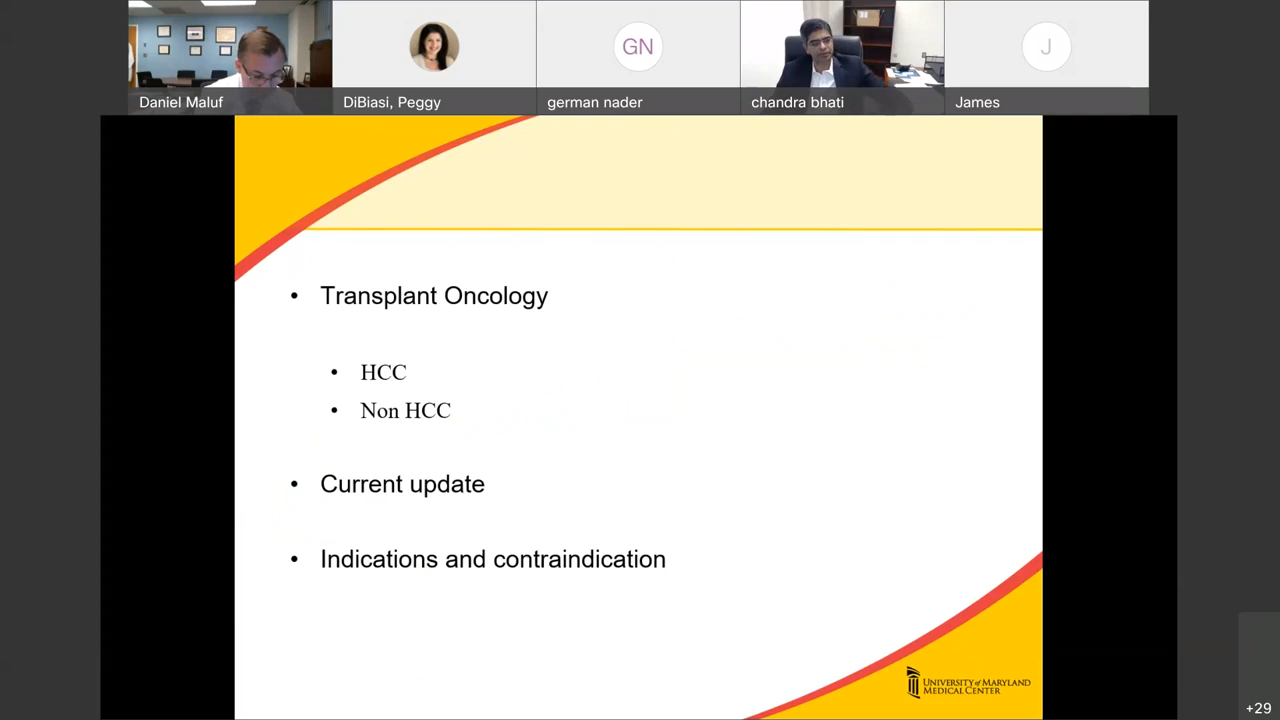 GN
J
Daniel Maluf
DiBiasi, Peggy
german nader
chandra bhati
James
• Transplant Oncology
• HCC
• Non HCC
• Current update
• Indications and contraindication
UNIVERSITY of MARYLAND
MEDICAL CENTER
+29